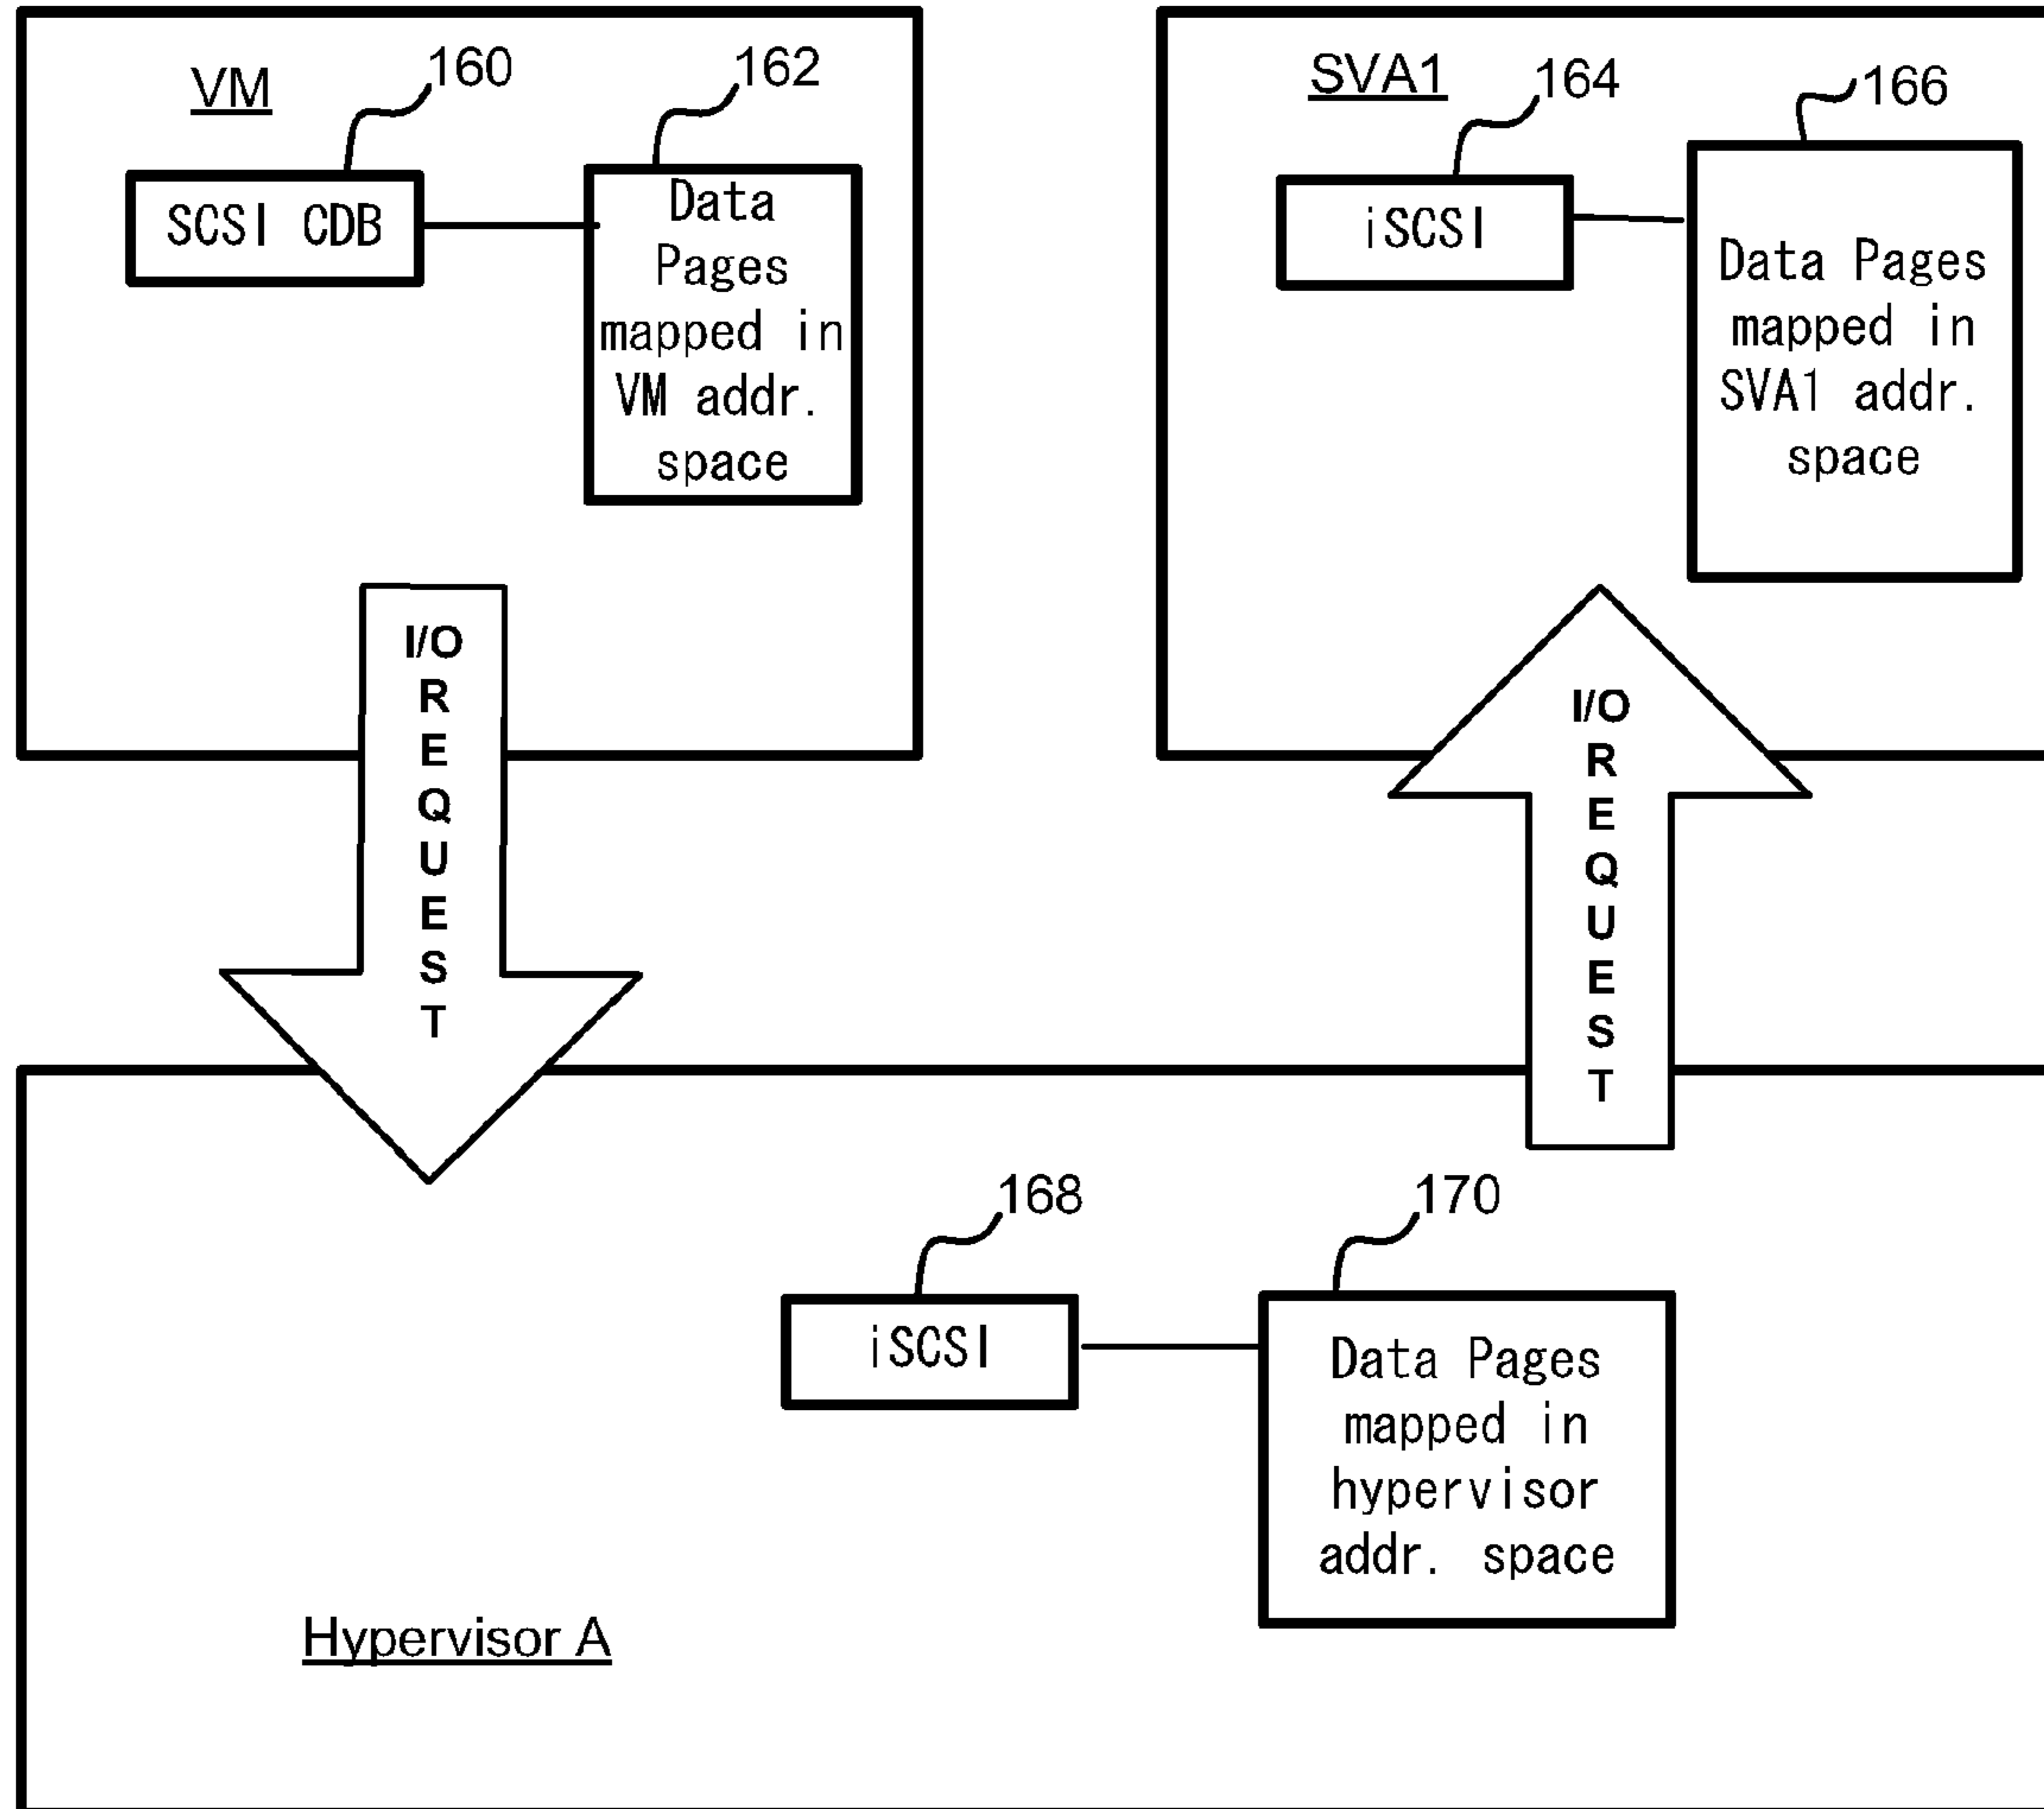 VM
160
162
SCSI CDB
Data
Pages
mapped in
VM addr.
space
SVA1
164
166
iSCSI
Data Pages
mapped in
SVA1 addr.
space
I/O
R
E
Q
U
E
S
T
I/O
R
E
Q
U
E
S
T
168
170
iSCSI
Data Pages
mapped in
hypervisor
addr. space
Hypervisor A